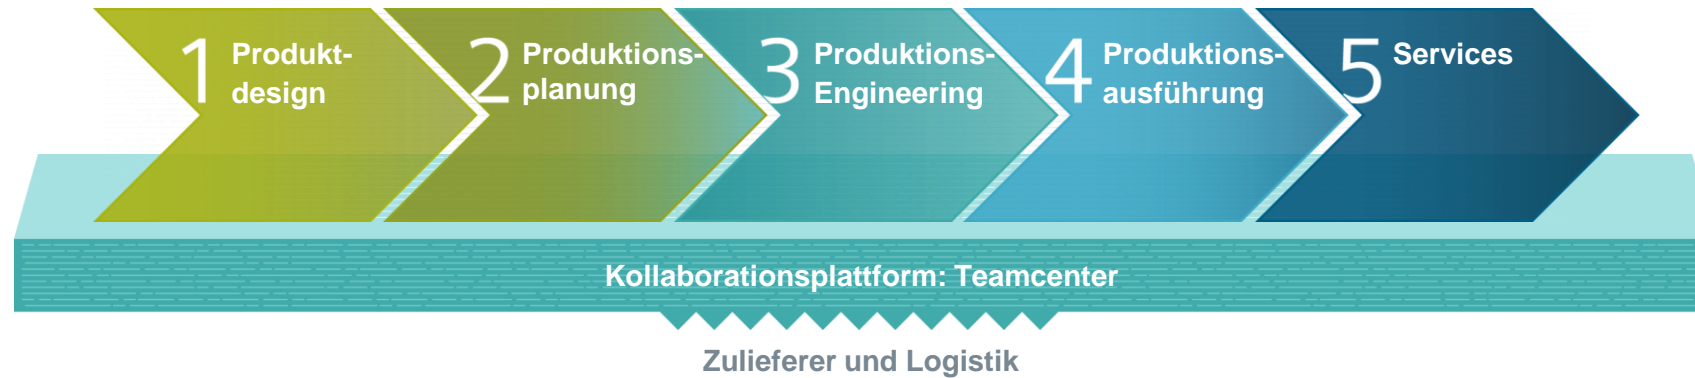 1 Produkt-
design
2 Produktions-
planung
3 Produktions-
Engineering
4 Produktions-
ausführung
5 Services
Kollaborationsplattform: Teamcenter
Zulieferer und Logistik